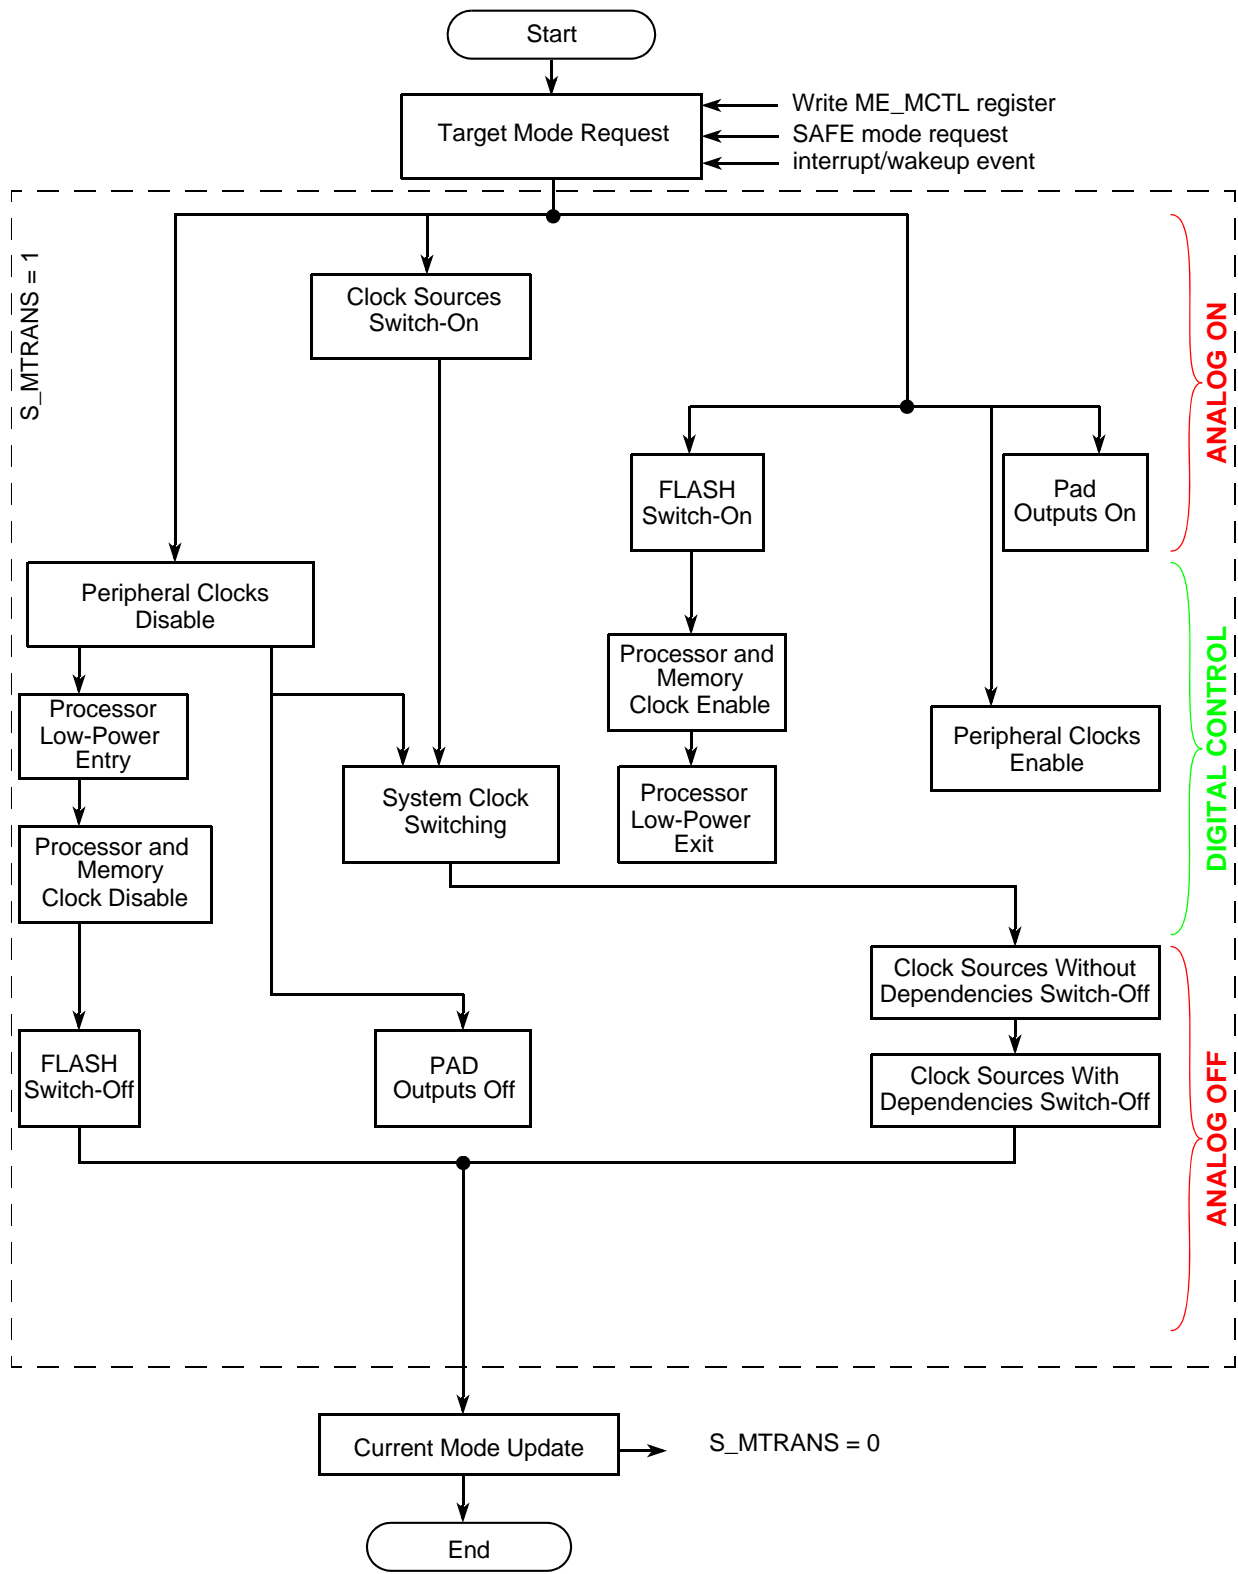 Start
Target Mode Request
Write ME_MCTL register
SAFE mode request
interrupt/wakeup event
S_MTRANS = 1
ANALOG ON
Clock Sources
Switch-On
FLASH
Switch-On
Pad
Outputs On
Peripheral Clocks
Disable
DIGITAL CONTROL
Processor and
Memory
Clock Enable
Processor
Low-Power
Entry
Peripheral Clocks
Enable
System Clock
Switching
Processor
Low-Power
Exit
Processor and
Memory
Clock Disable
Clock Sources Without
Dependencies Switch-Off
ANALOG OFF
FLASH
Switch-Off
PAD
Outputs Off
Clock Sources With
Dependencies Switch-Off
Current Mode Update
S_MTRANS = 0
End